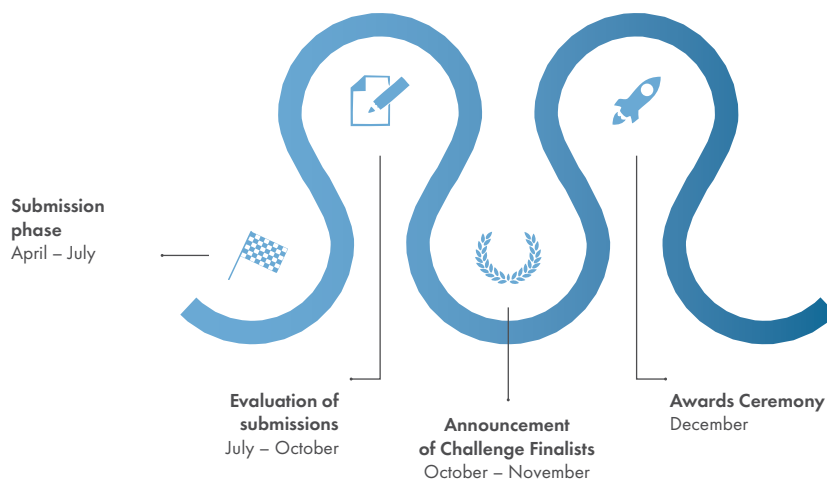 Submission
phase
April – July
Evaluation of
submissions
July – October
Announcement
of Challenge Finalists
October – November
Awards Ceremony
December